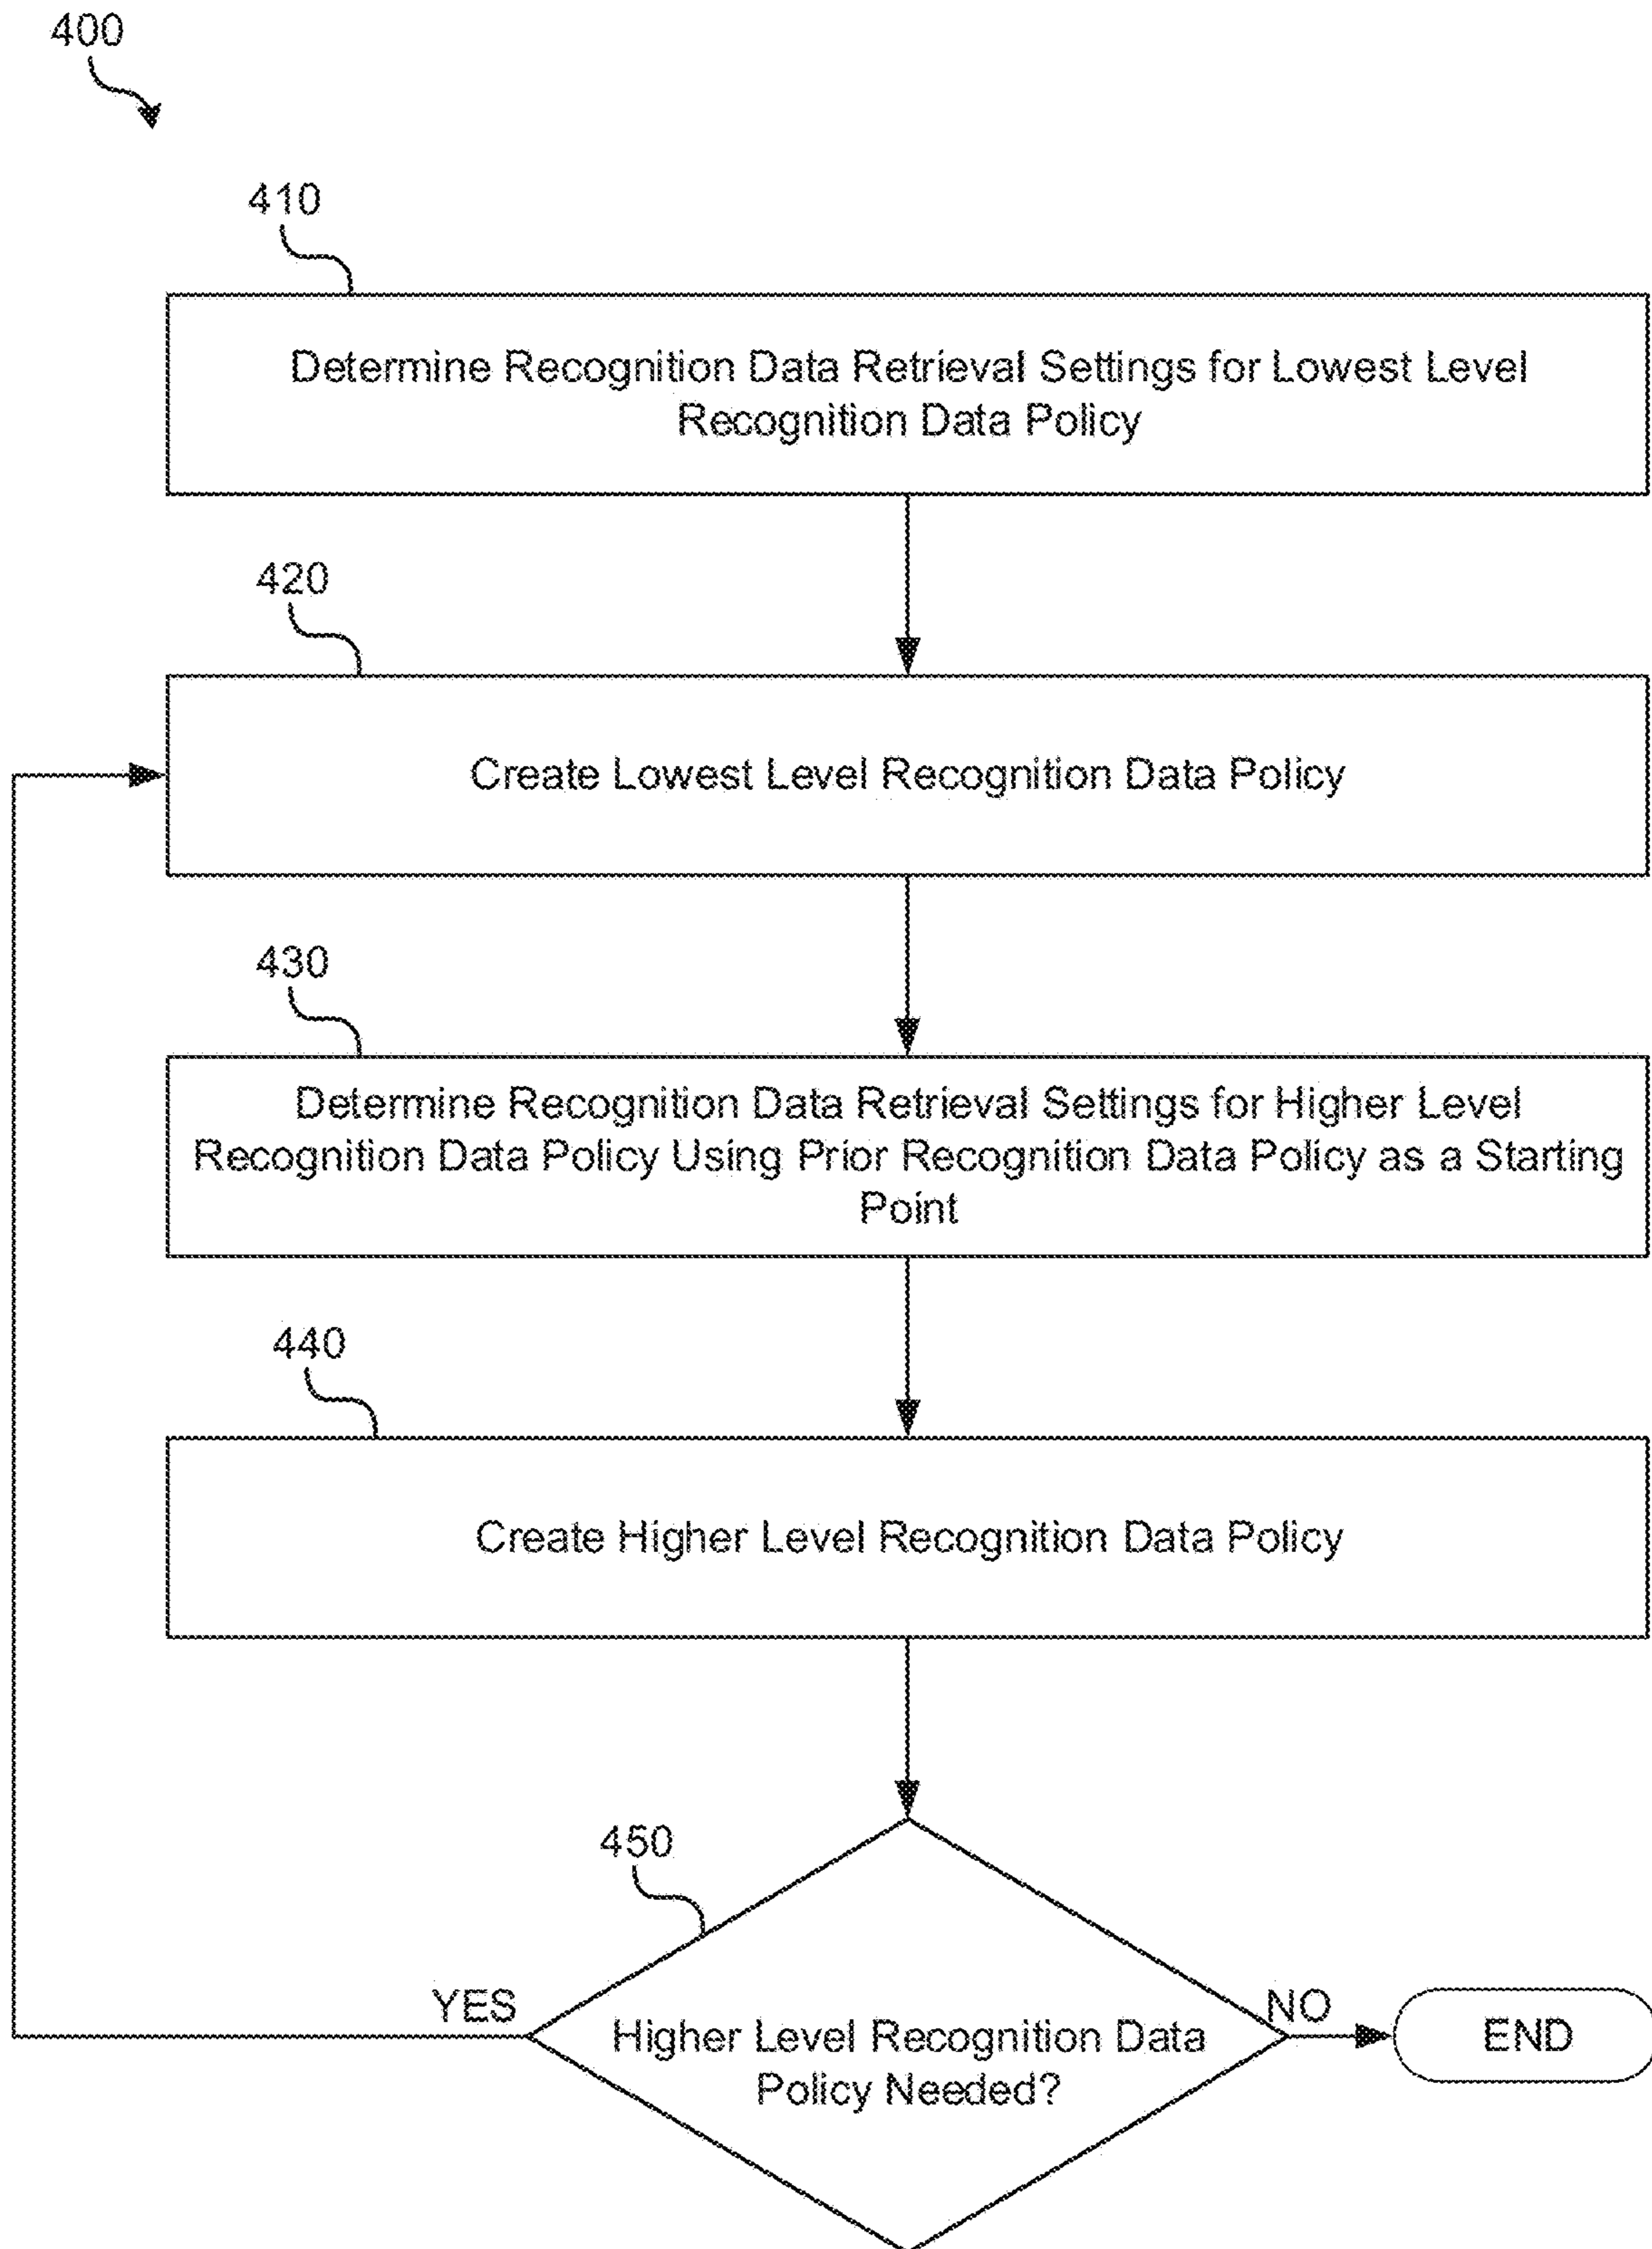 400
410
Determine Recognition Data Retrieval Settings for Lowest Level
Recognition Data Policy
420
Create Lowest Level Recognition Data Policy
430
Determine Recognition Data Retrieval Settings for Higher Level
Recognition Data Policy Using Prior Recognition Data Policy as a Starting
Point
440
Create Higher Level Recognition Data Policy
450
YES
NO
Higher Level Recognition Data
Policy Needed?
END